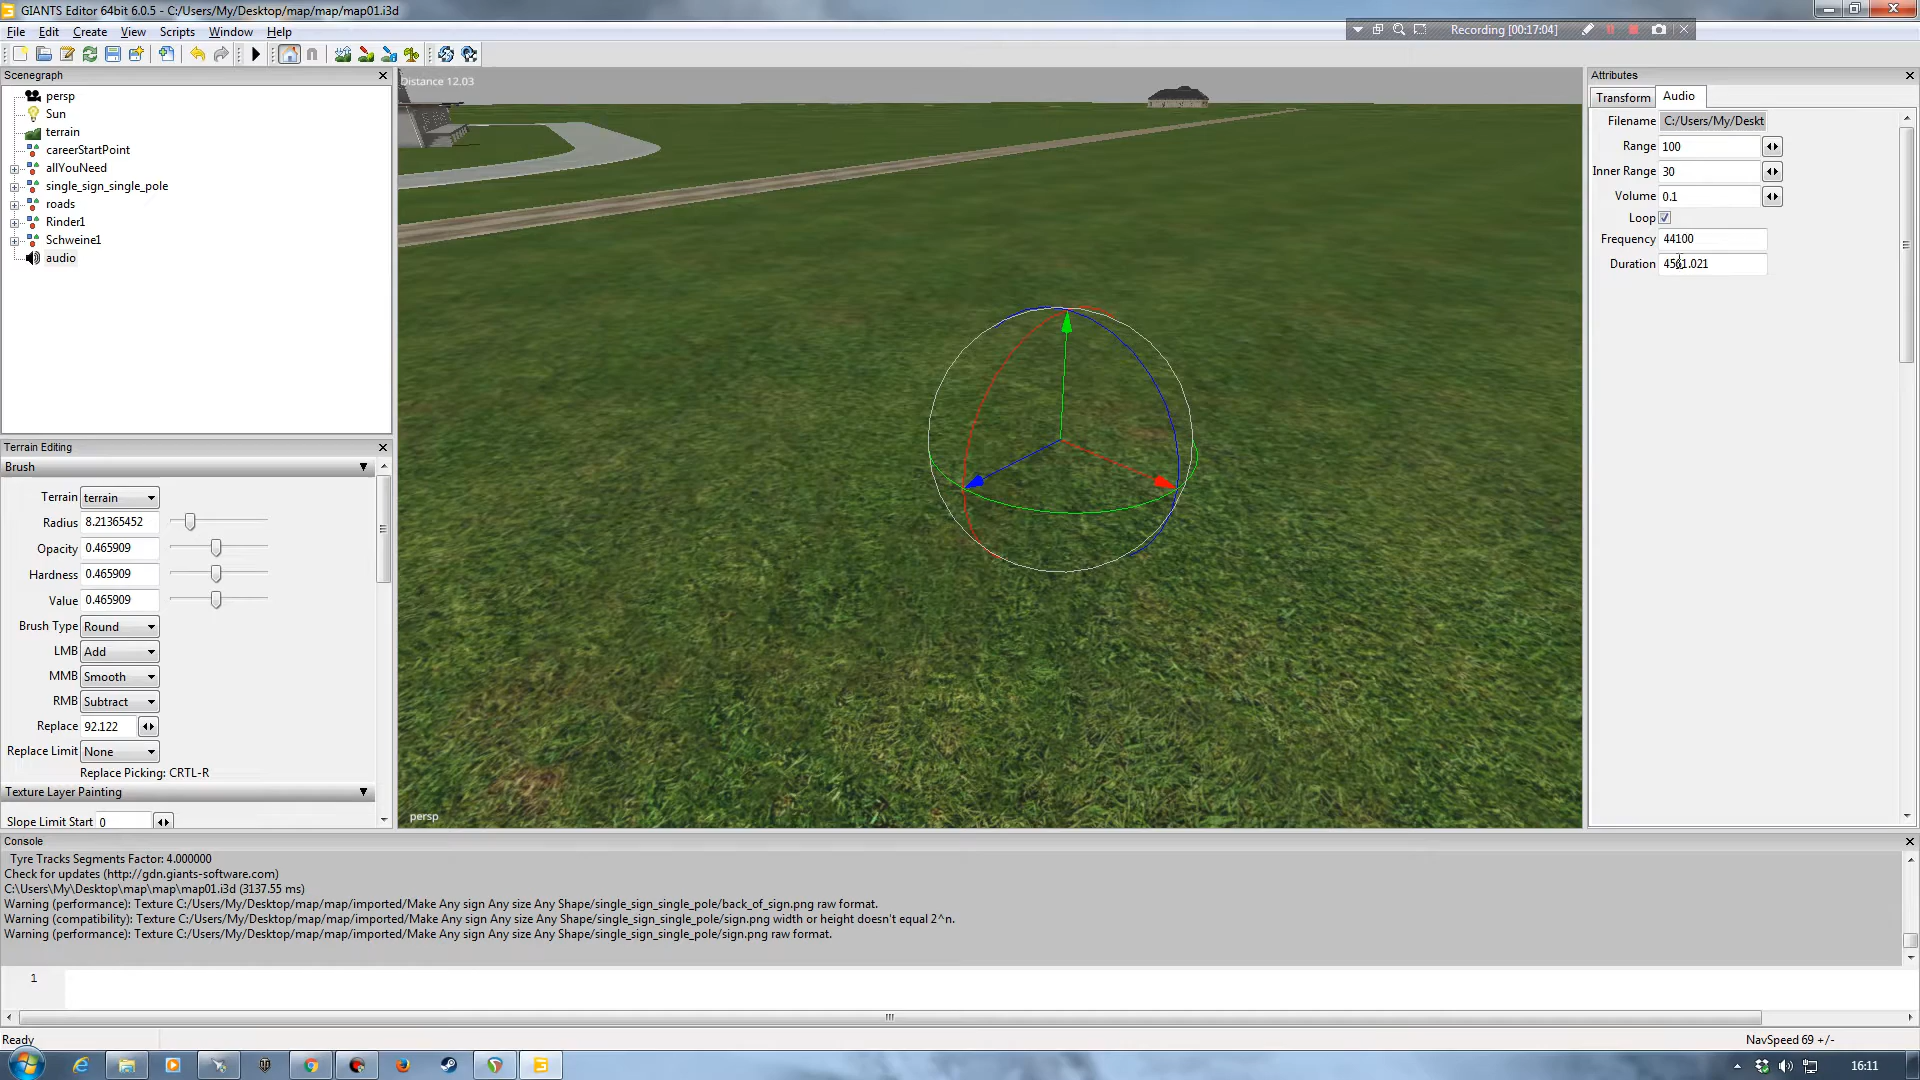 GIANTS Editor 64bit 6.0.5 - C:/Users/My/Desktop/map/map/map01.i3d
File Edit Create View Scripts Window Help
Recording [00:17:04]
Scenegraph
persp
Sun
terrain
careerStartPoint
allYouNeed
single_sign_single_pole
roads
Rinder1
Schweine1
audio
Distance 12.03
persp
Attributes
Transform Audio
Filename C:/Users/My/Deskt
Range 100
Inner Range 30
Volume 0.1
Loop
Frequency 44100
Duration
Terrain Editing
Brush
Terrain terrain
Radius 8.21365452
Opacity 0.465909
Hardness 0.465909
Value 0.465909
Brush Type Round
LMB Add
MMB Smooth
RMB Subtract
Replace 92.122
Replace Limit None
Replace Picking: CRTL-R
Texture Layer Painting
Slope Limit Start 0
Console
Tyre Tracks Segments Factor: 4.000000
Check for updates (http://gdn.giants-software.com)
C:\Users\My\Desktop\map\map\map01.i3d (3137.55 ms)
Warning (performance): Texture C:/Users/My/Desktop/map/map/imported/Make Any sign Any size Any Shape/single_sign_single_pole/back_of_sign.png raw format.
Warning (compatibility): Texture C:/Users/My/Desktop/map/map/imported/Make Any sign Any size Any Shape/single_sign_single_pole/sign.png width or height doesn't equal 2^n.
Warning (performance): Texture C:/Users/My/Desktop/map/map/imported/Make Any sign Any size Any Shape/single_sign_single_pole/sign.png raw format.
1
Ready
NavSpeed 69 +/-
16:11